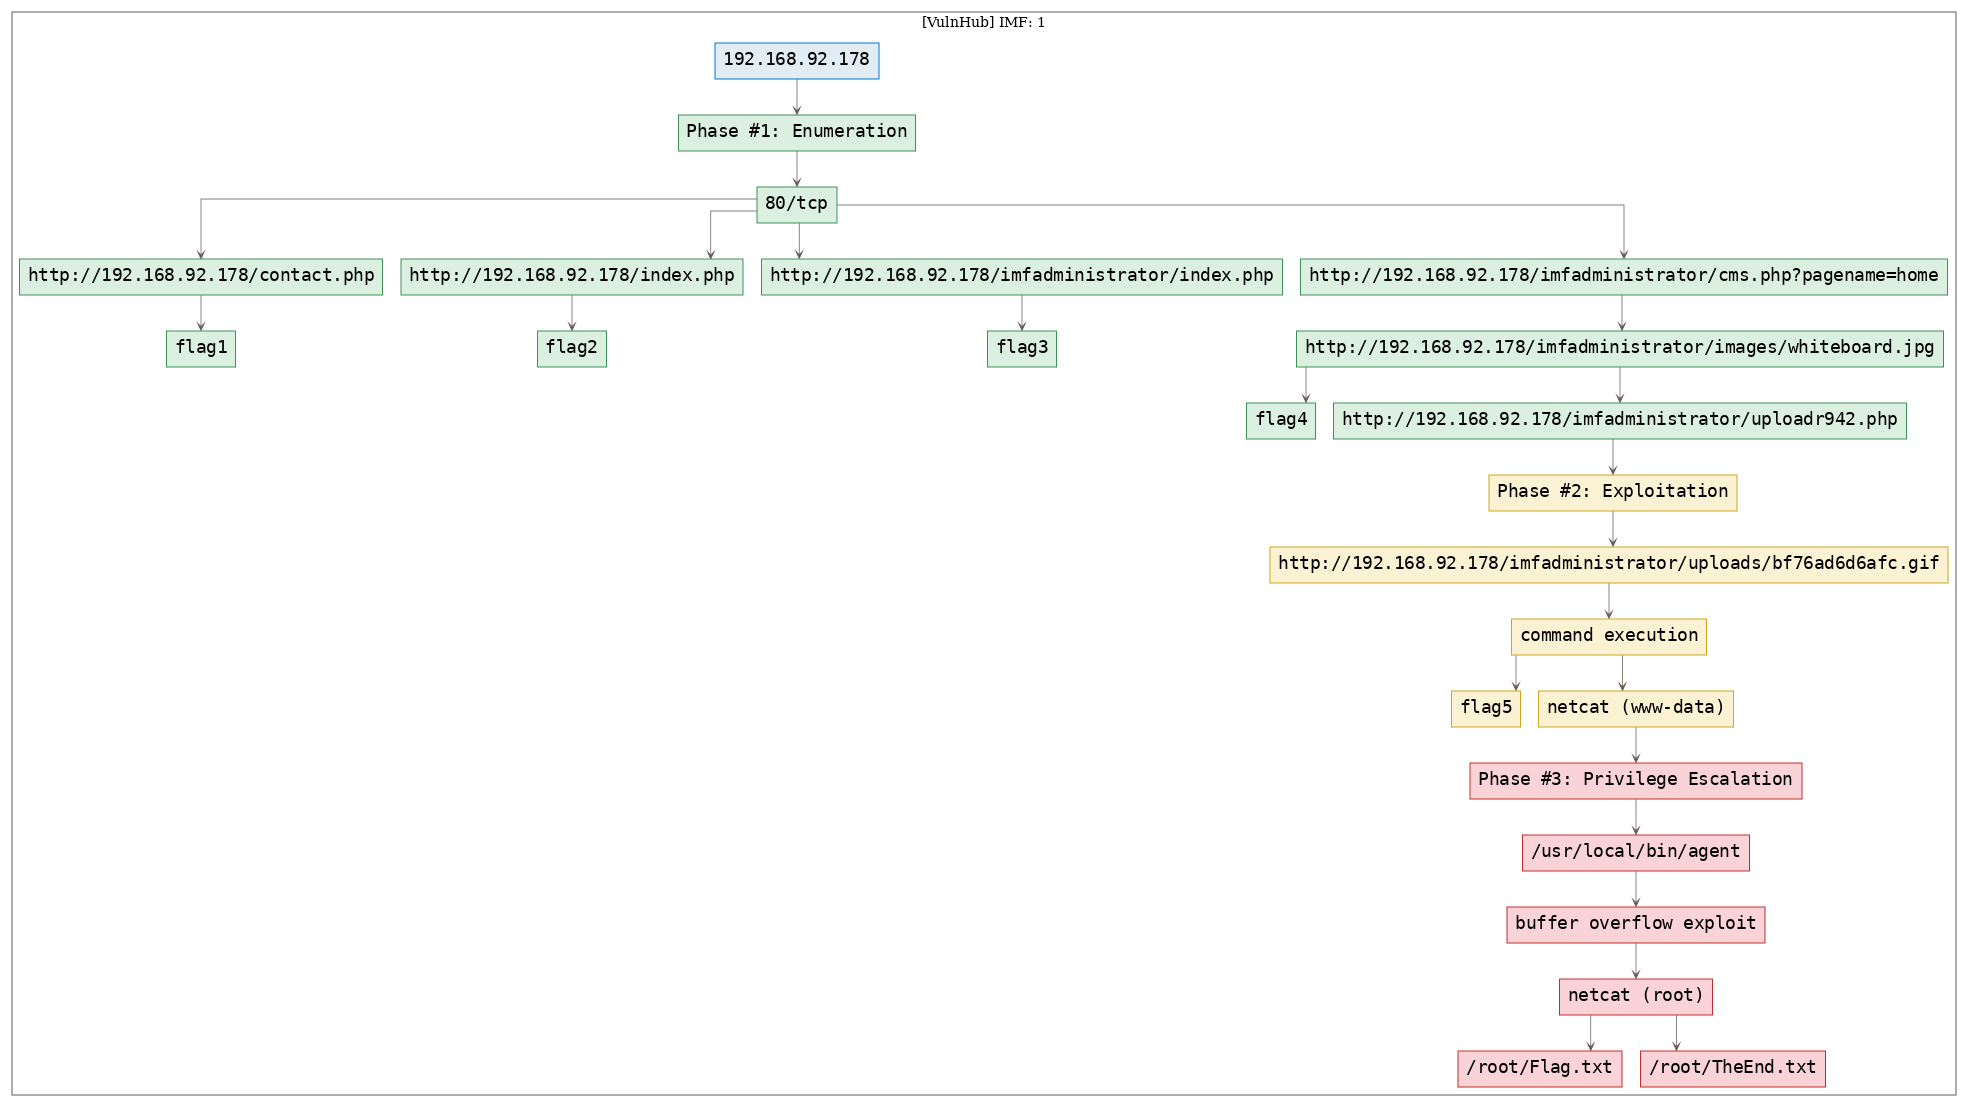 [VulnHub] IMF: 1
192.168.92.178
Phase #1: Enumeration
80/tcp
http://192.168.92.178/contact.php
http://192.168.92.178/index.php
http://192.168.92.178/imfadministrator/index.php
http://192.168.92.178/imfadministrator/cms.php?pagename=home
flag1
flag2
flag3
http://192.168.92.178/imfadministrator/images/whiteboard.jpg
flag4
http://192.168.92.178/imfadministrator/uploadr942.php
Phase #2: Exploitation
http://192.168.92.178/imfadministrator/uploads/bf76ad6d6afc.gif
command execution
flag5
netcat (www-data)
Phase #3: Privilege Escalation
/usr/local/bin/agent
buffer overflow exploit
netcat (root)
/root/Flag.txt
/root/TheEnd.txt